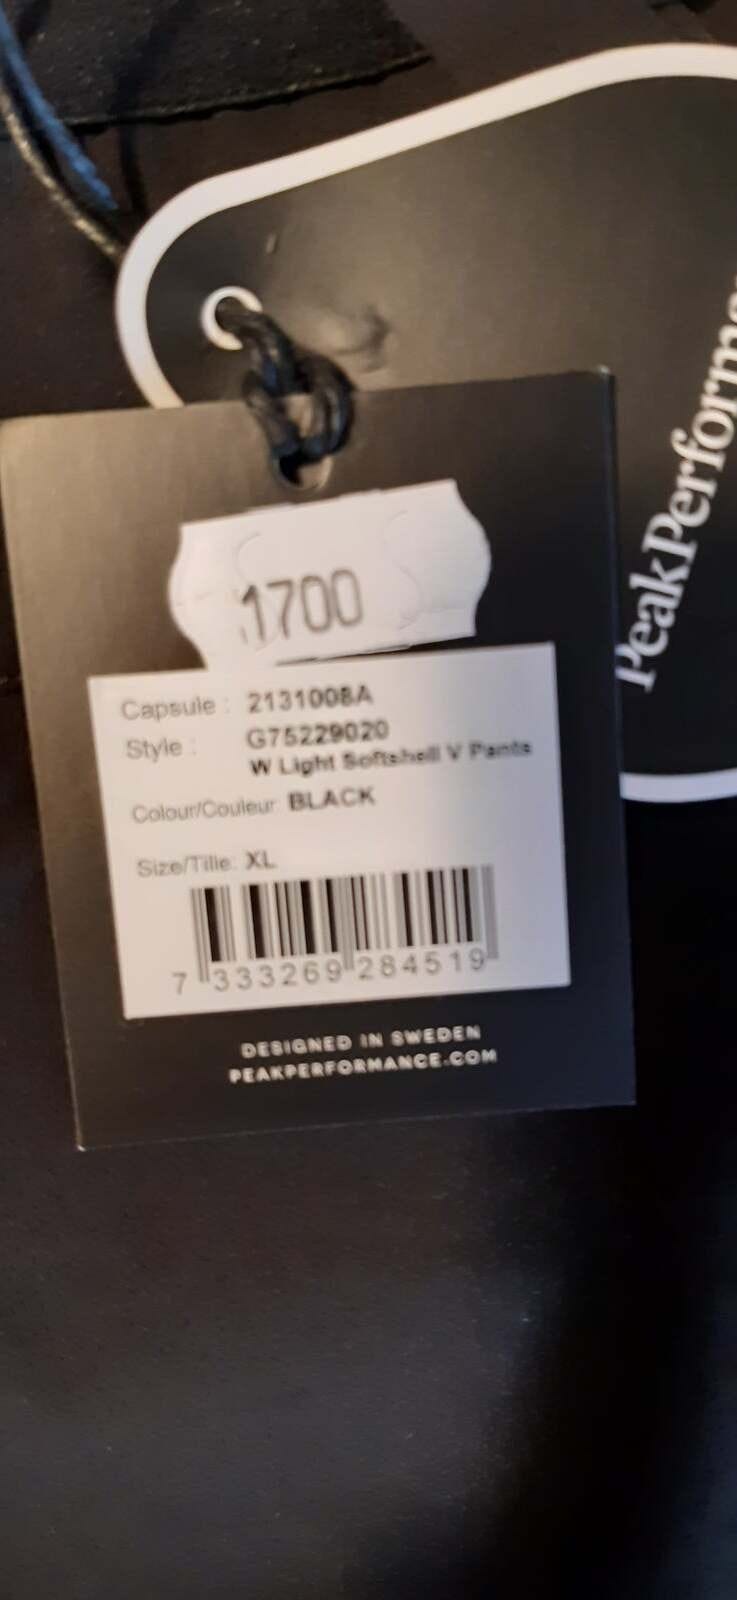 PeakPerforma
1700
Capsule : 2131008A
Style : G75229020
W Light Softshell V Pants
Colour/Couleur BLACK
Size/Tille: XL
7 333269 284519
DESIGNED IN SWEDEN
PEAKPERFORMANCE.COM